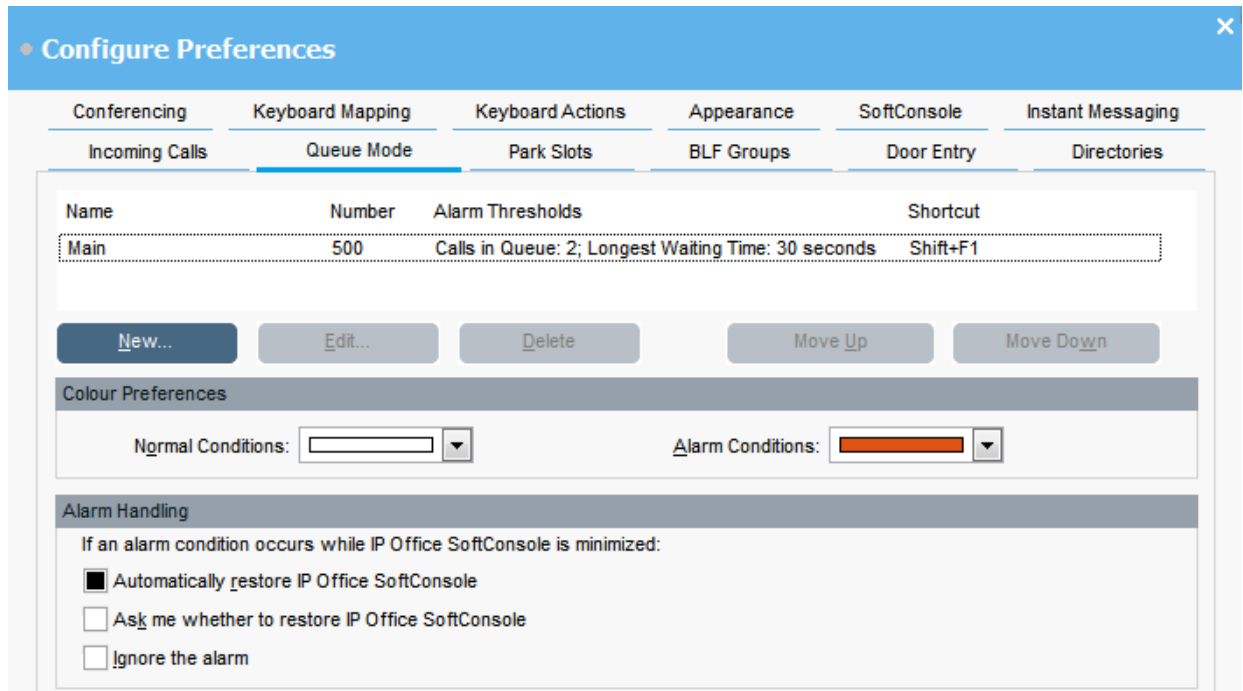 Configure Preferences
Conferencing Keyboard Mapping Keyboard Actions Appearance SoftConsole Instant Messaging
Incoming Calls Queue Mode Park Slots BLF Groups Door Entry Directories
Name Number Alarm Thresholds Shortcut
Main 500 Calls in Queue: 2; Longest Waiting Time: 30 seconds Shift+F1
New... Edit... Delete Move Up Move Down
Colour Preferences
Normal Conditions: Alarm Conditions:
Alarm Handling
If an alarm condition occurs while IP Office SoftConsole is minimized:
Automatically restore IP Office SoftConsole
Ask me whether to restore IP Office SoftConsole
Ignore the alarm